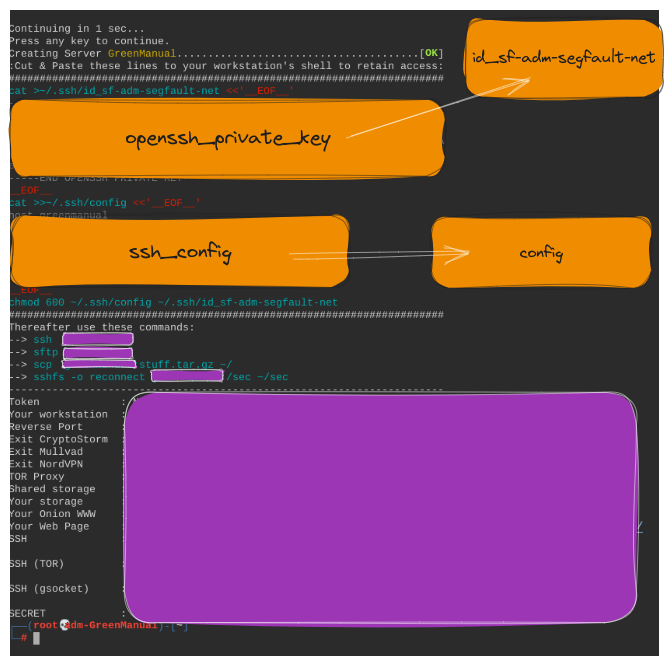 Continuing in 1 sec...
Press any key to continue.
Creating Server GreenManual.......................................[OK]
:Cut & Paste these lines to your workstation's shell to retain access:
######################################################################
cat >~/.ssh/id_sf-adm-segfault-net <<'__EOF__'
id_sf-adm-segfault-net
openssh_private_key
-----END OPENSSH PRIVATE KE
__EOF__
cat >>~/.ssh/config <<'__EOF__'
host greenmanual
ssh_config
config
__EOF__
chmod 600 ~/.ssh/config ~/.ssh/id_sf-adm-segfault-net
######################################################################
Thereafter use these commands:
--> ssh
--> sftp
--> scp stuff.tar.gz ~/
--> sshfs -o reconnect /sec ~/sec
----------------------------------------------------------------------
Token :
Your workstation :
Reverse Port :
Exit CryptoStorm :
Exit Mullvad :
Exit NordVPN :
TOR Proxy :
Shared storage :
Your storage :
Your Onion WWW :
Your Web Page : /
SSH :
SSH (TOR) :
SSH (gsocket) :
SECRET :
(root💀adm-GreenManual)-[~]
#